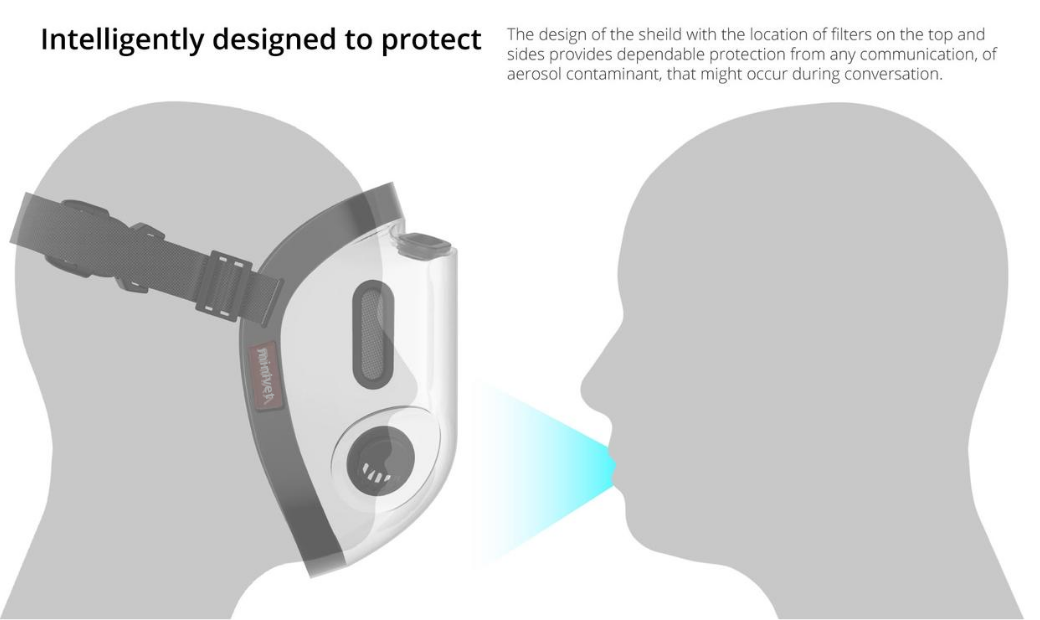 Intelligently designed to protect
The design of the sheild with the location of filters on the top and
sides provides dependable protection from any communication, of
aerosol contaminant, that might occur during conversation.